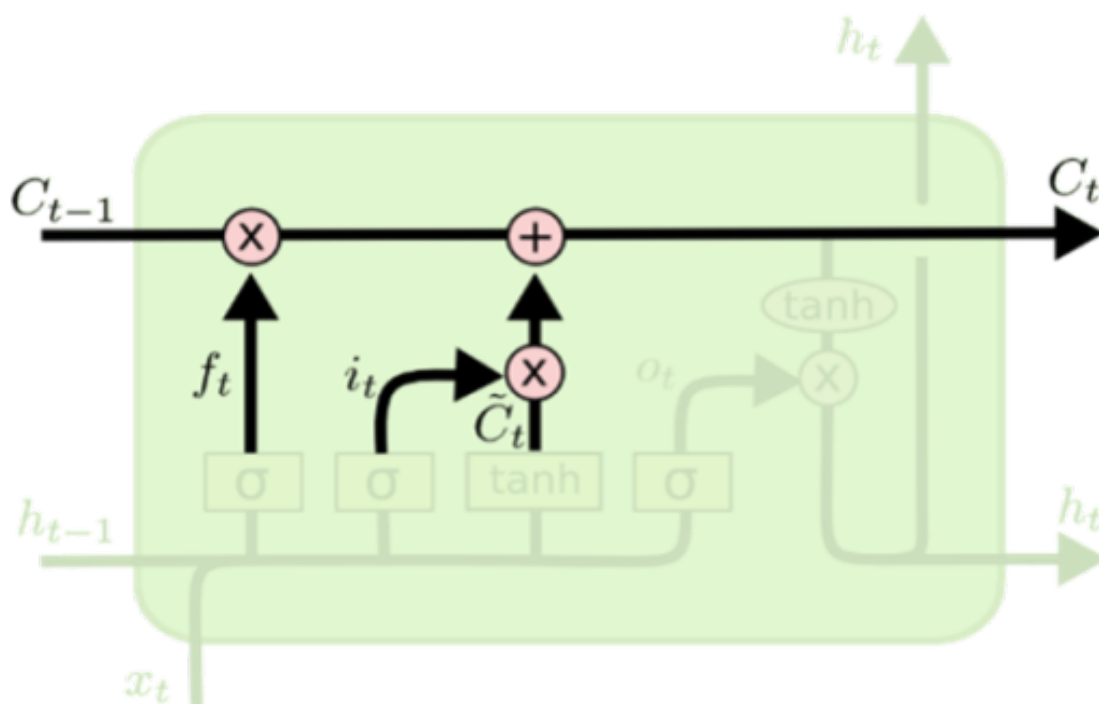 h_t
C_{t-1} C_t
x +
tanh
f_t i_t x o_t x
C̃_t
σ σ tanh σ
h_{t-1} h_t
x_t